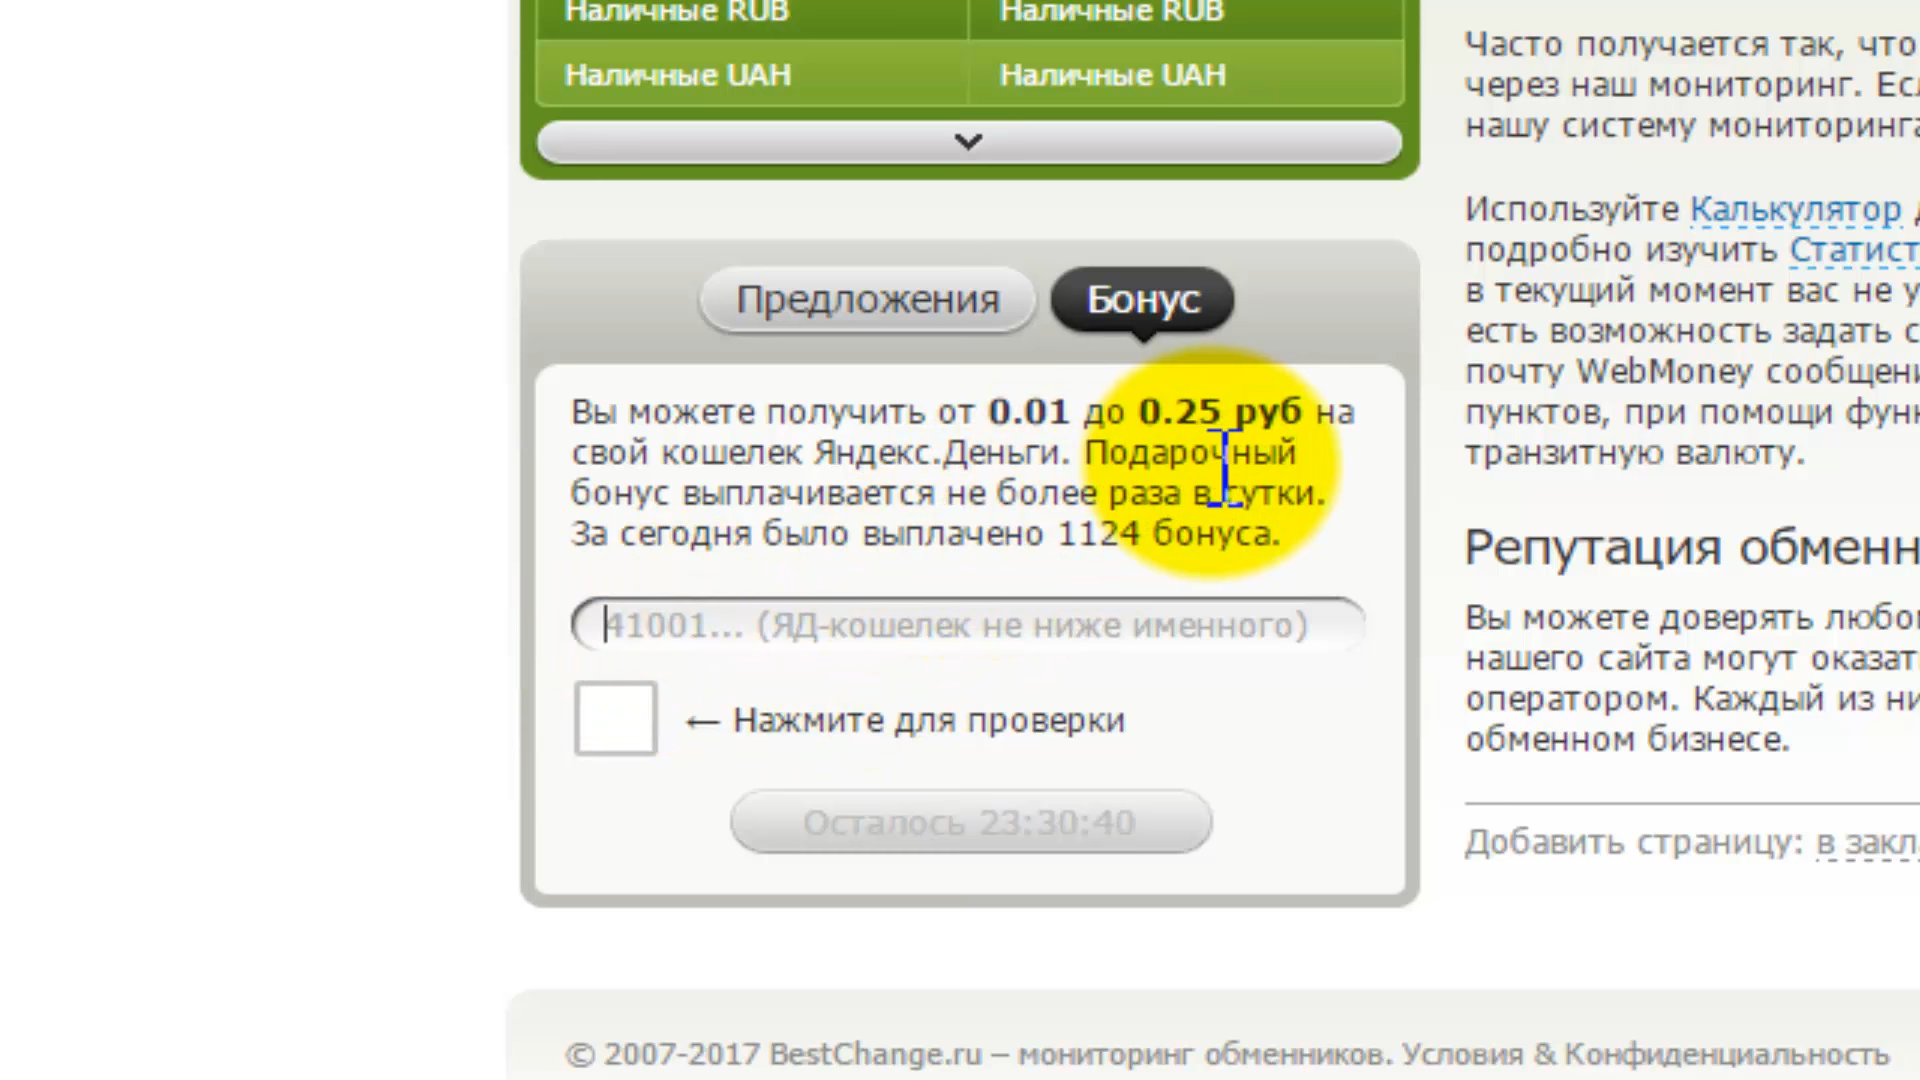 Наличные RUB
Наличные RUB
Наличные UAH
Наличные UAH
Предложения
Бонус
Вы можете получить от 0.01 до 0.25 руб на
свой кошелек Яндекс.Деньги. Подарочный
бонус выплачивается не более раза в сутки.
За сегодня было выплачено 1124 бонуса.
41001... (ЯД-кошелек не ниже именного)
← Нажмите для проверки
Осталось 23:30:40
Часто получается так, что
через наш мониторинг.
нашу систему мониторинга
Используйте Калькулятор
подробно изучить
в текущий момент вас не
есть возможность задать
почту WebMoney
пунктов, при помощи
транзитную валюту.
Репутация
Вы можете доверять
нашего сайта могут
оператором. Каждый из
обменном бизнесе.
Добавить страницу: в
© 2007-2017 BestChange.ru – мониторинг обменников. Условия & Конфиденциальность